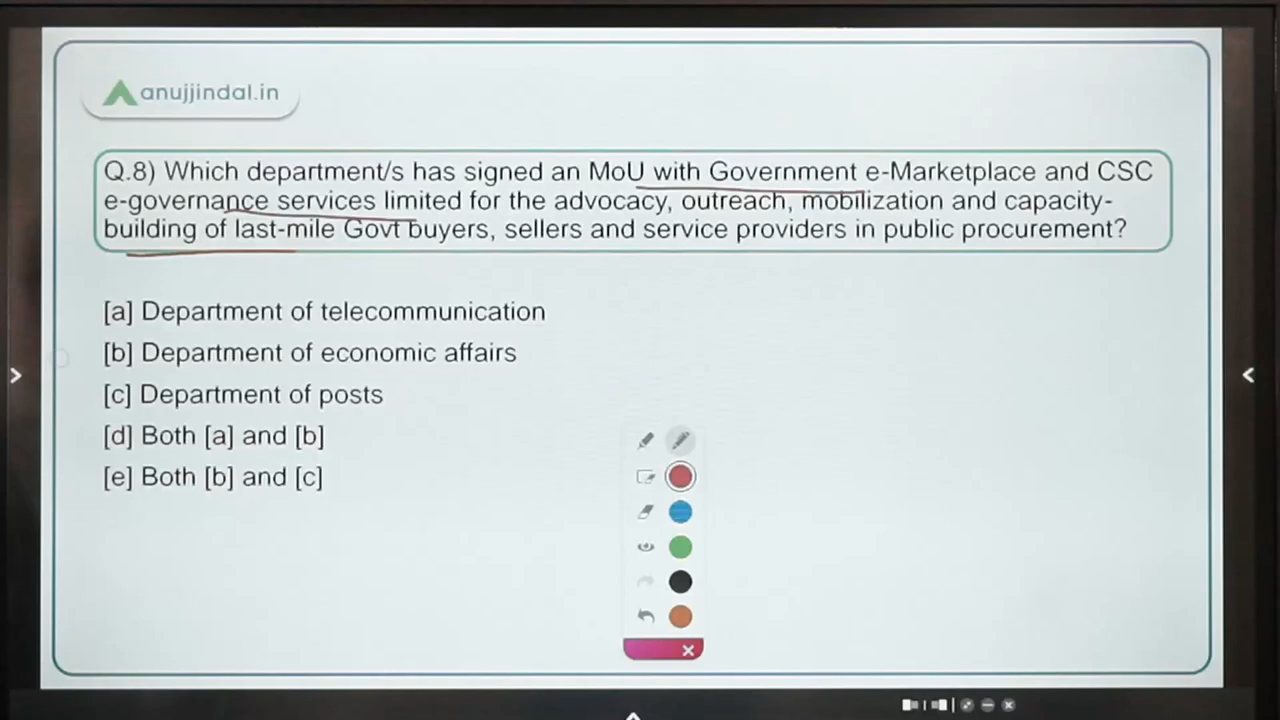 anujjindal.in
Q.8) Which department/s has signed an MoU with Government e-Marketplace and CSC
e-governance services limited for the advocacy, outreach, mobilization and capacity-
building of last-mile Govt buyers, sellers and service providers in public procurement?
[a] Department of telecommunication
[b] Department of economic affairs
[c] Department of posts
[d] Both [a] and [b]
[e] Both [b] and [c]